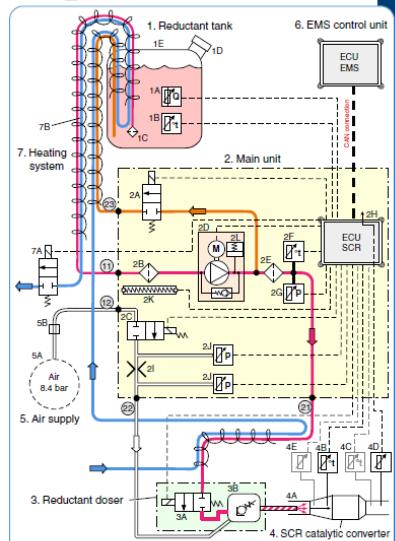 1. Reductant tank
1E
1D
6. EMS control unit
ECU
EMS
1A
Q
1B
t
7B
1C
CAN connection
7. Heating
system
2. Main unit
23
2A
2H
2D
2L
2F
M
t
ECU
SCR
7A
11
2B
2E
2G
P
12
2K
2C
5B
2J
P
5A
2I
Air
8.4 bar
2J
P
5. Air supply
22
21
4E
4B
4C
4D
t
t
t
3. Reductant doser
3B
4A
3A
4. SCR catalytic converter